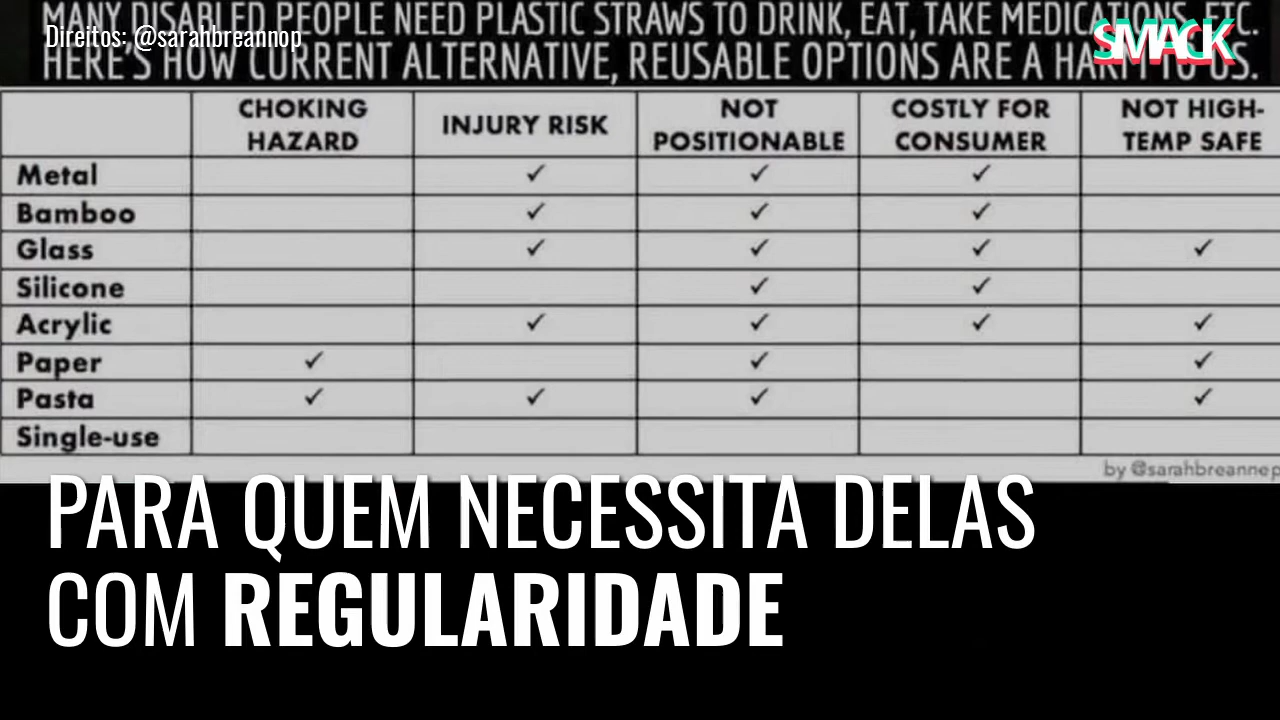 MANY DISABLED PEOPLE NEED PLASTIC STRAWS TO DRINK, EAT, TAKE MEDICATIONS, ETC.
Direitos: @sarahbreannop
SMACK
HERE'S HOW CURRENT ALTERNATIVE, REUSABLE OPTIONS ARE A HARM TO US.
CHOKING HAZARD INJURY RISK NOT POSITIONABLE COSTLY FOR CONSUMER NOT HIGH-TEMP SAFE
Metal ✓ ✓ ✓
Bamboo ✓ ✓ ✓
Glass ✓ ✓ ✓ ✓
Silicone ✓ ✓
Acrylic ✓ ✓ ✓ ✓
Paper ✓ ✓ ✓
Pasta ✓ ✓ ✓ ✓
Single-use
by @sarahbreannep
PARA QUEM NECESSITA DELAS
COM REGULARIDADE